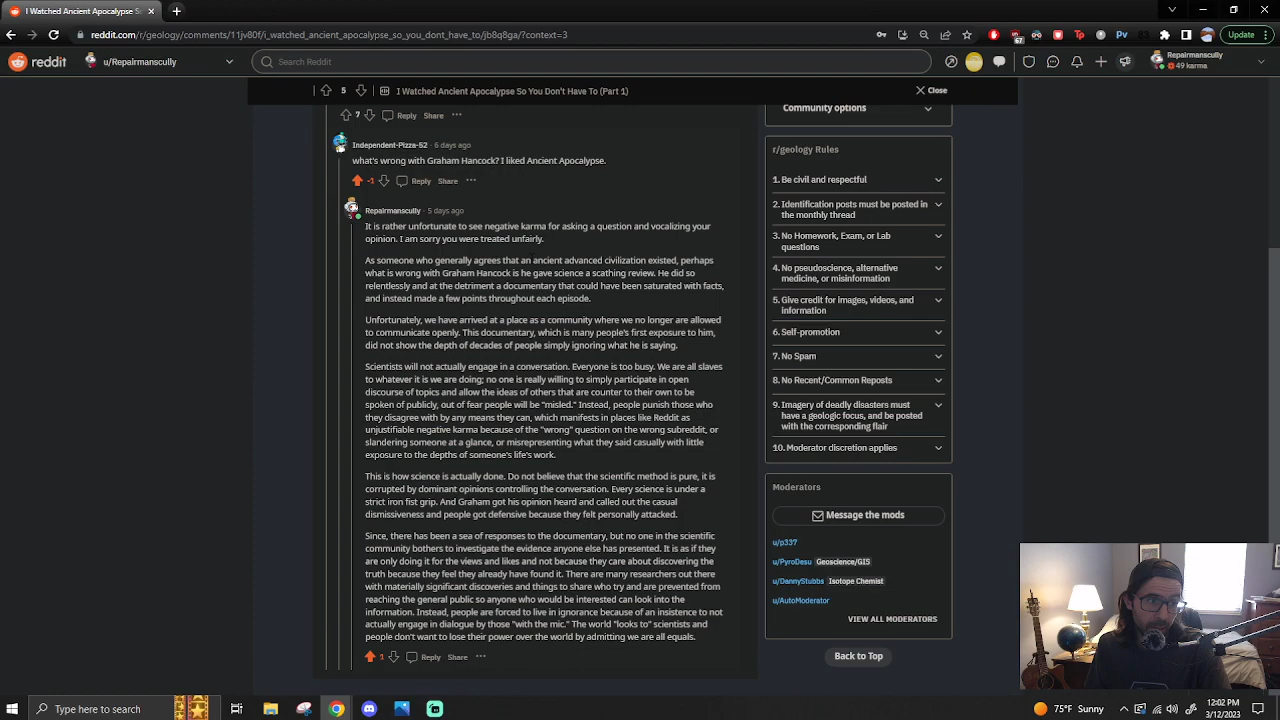 I Watched Ancient Apocalypse S
reddit.com/r/geology/comments/11jv80f/i_watched_ancient_apocalypse_so_you_dont_have_to/jb8q8ga/?context=3
67
Tp
Pv
83
Update
reddit
u/Repairmanscully
Search Reddit
Repairmanscully
49 karma
5
I Watched Ancient Apocalypse So You Don't Have To (Part 1)
Close
7
Reply
Share
Independent-Pizza-52 · 6 days ago
what's wrong with Graham Hancock? I liked Ancient Apocalypse.
-1
Reply
Share
Repairmanscully · 5 days ago
It is rather unfortunate to see negative karma for asking a question and vocalizing your
opinion. I am sorry you were treated unfairly.
As someone who generally agrees that an ancient advanced civilization existed, perhaps
what is wrong with Graham Hancock is he gave science a scathing review. He did so
relentlessly and at the detriment a documentary that could have been saturated with facts,
and instead made a few points throughout each episode.
Unfortunately, we have arrived at a place as a community where we no longer are allowed
to communicate openly. This documentary, which is many people's first exposure to him,
did not show the depth of decades of people simply ignoring what he is saying.
Scientists will not actually engage in a conversation. Everyone is too busy. We are all slaves
to whatever it is we are doing; no one is really willing to simply participate in open
discourse of topics and allow the ideas of others that are counter to their own to be
spoken of publicly, out of fear people will be "misled." Instead, people punish those who
they disagree with by any means they can, which manifests in places like Reddit as
unjustifiable negative karma because of the "wrong" question on the wrong subreddit, or
slandering someone at a glance, or misrepresenting what they said casually with little
exposure to the depths of someone's life's work.
This is how science is actually done. Do not believe that the scientific method is pure, it is
corrupted by dominant opinions controlling the conversation. Every science is under a
strict iron fist grip. And Graham got his opinion heard and called out the casual
dismissiveness and people got defensive because they felt personally attacked.
Since, there has been a sea of responses to the documentary, but no one in the scientific
community bothers to investigate the evidence anyone else has presented. It is as if they
are only doing it for the views and likes and not because they care about discovering the
truth because they feel they already have found it. There are many researchers out there
with materially significant discoveries and things to share who try and are prevented from
reaching the general public so anyone who would be interested can look into the
information. Instead, people are forced to live in ignorance because of an insistence to not
actually engage in dialogue by those "with the mic." The world "looks to" scientists and
people don't want to lose their power over the world by admitting we are all equals.
1
Reply
Share
Community options
r/geology Rules
1. Be civil and respectful
2. Identification posts must be posted in
the monthly thread
3. No Homework, Exam, or Lab
questions
4. No pseudoscience, alternative
medicine, or misinformation
5. Give credit for images, videos, and
information
6. Self-promotion
7. No Spam
8. No Recent/Common Reposts
9. Imagery of deadly disasters must
have a geologic focus, and be posted
with the corresponding flair
10. Moderator discretion applies
Moderators
Message the mods
u/p337
u/PyroDesu Geoscience/GIS
u/DannyStubbs Isotope Chemist
u/AutoModerator
VIEW ALL MODERATORS
Back to Top
Type here to search
75°F Sunny
12:02 PM
3/12/2023